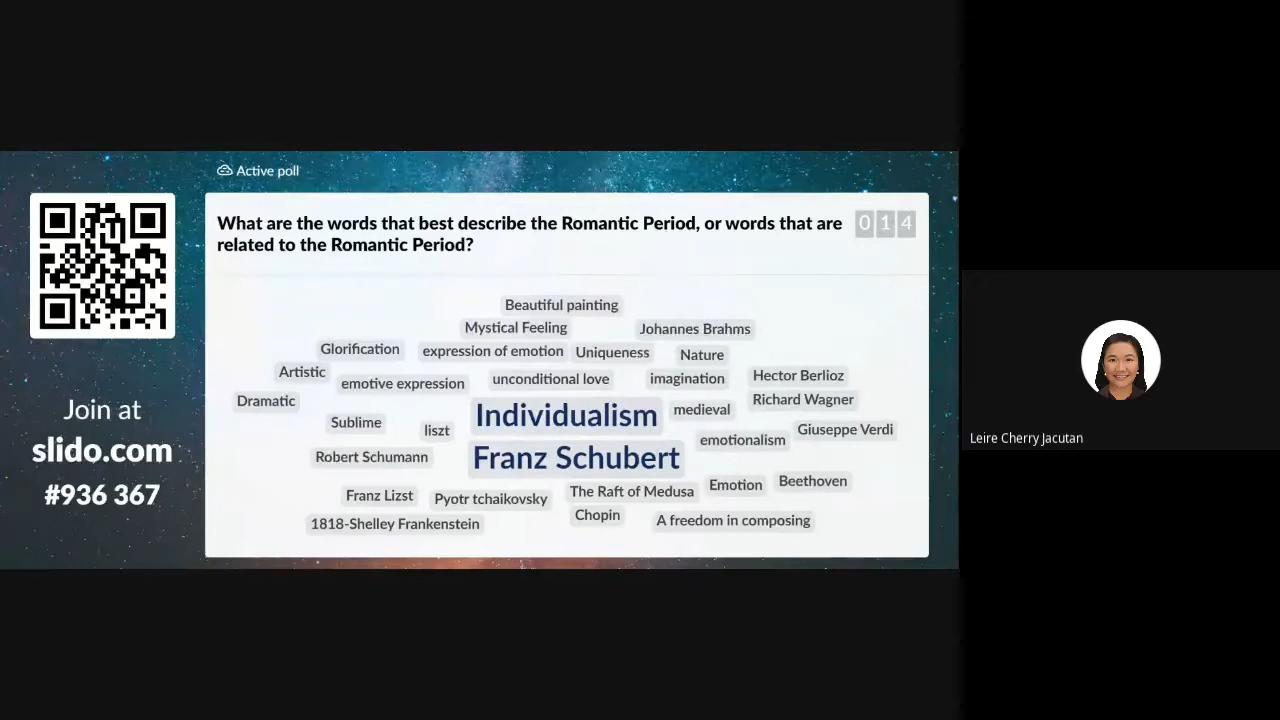 Active poll
What are the words that best describe the Romantic Period, or words that are
related to the Romantic Period?
014
Beautiful painting
Mystical Feeling
Johannes Brahms
Glorification
expression of emotion
Uniqueness
Nature
Artistic
emotive expression
unconditional love
imagination
Hector Berlioz
Dramatic
Richard Wagner
Sublime
liszt
Individualism
medieval
emotionalism
Giuseppe Verdi
Robert Schumann
Franz Schubert
Franz Lizst
Pyotr tchaikovsky
The Raft of Medusa
Emotion
Beethoven
1818-Shelley Frankenstein
Chopin
A freedom in composing
Join at
slido.com
#936 367
Leire Cherry Jacutan